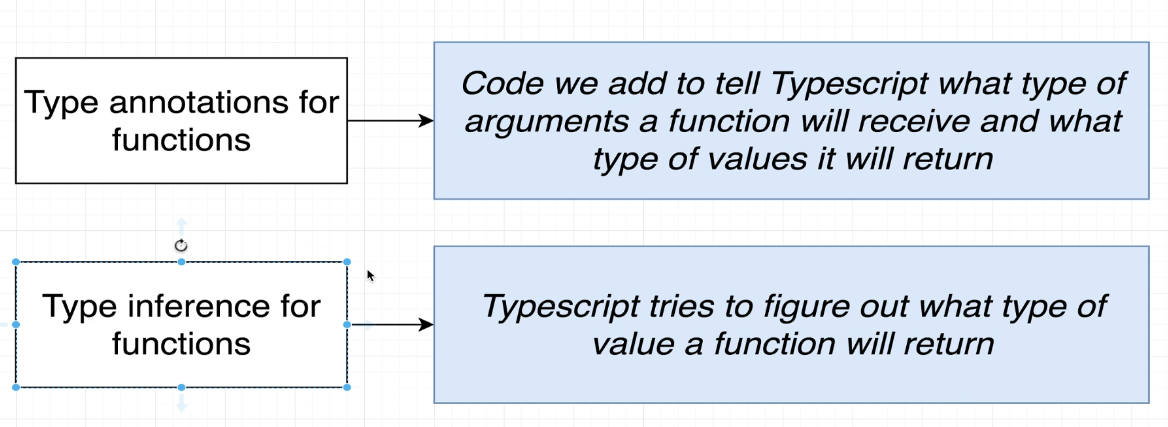 Type annotations for
functions
Code we add to tell Typescript what type of
arguments a function will receive and what
type of values it will return
Type inference for
functions
Typescript tries to figure out what type of
value a function will return